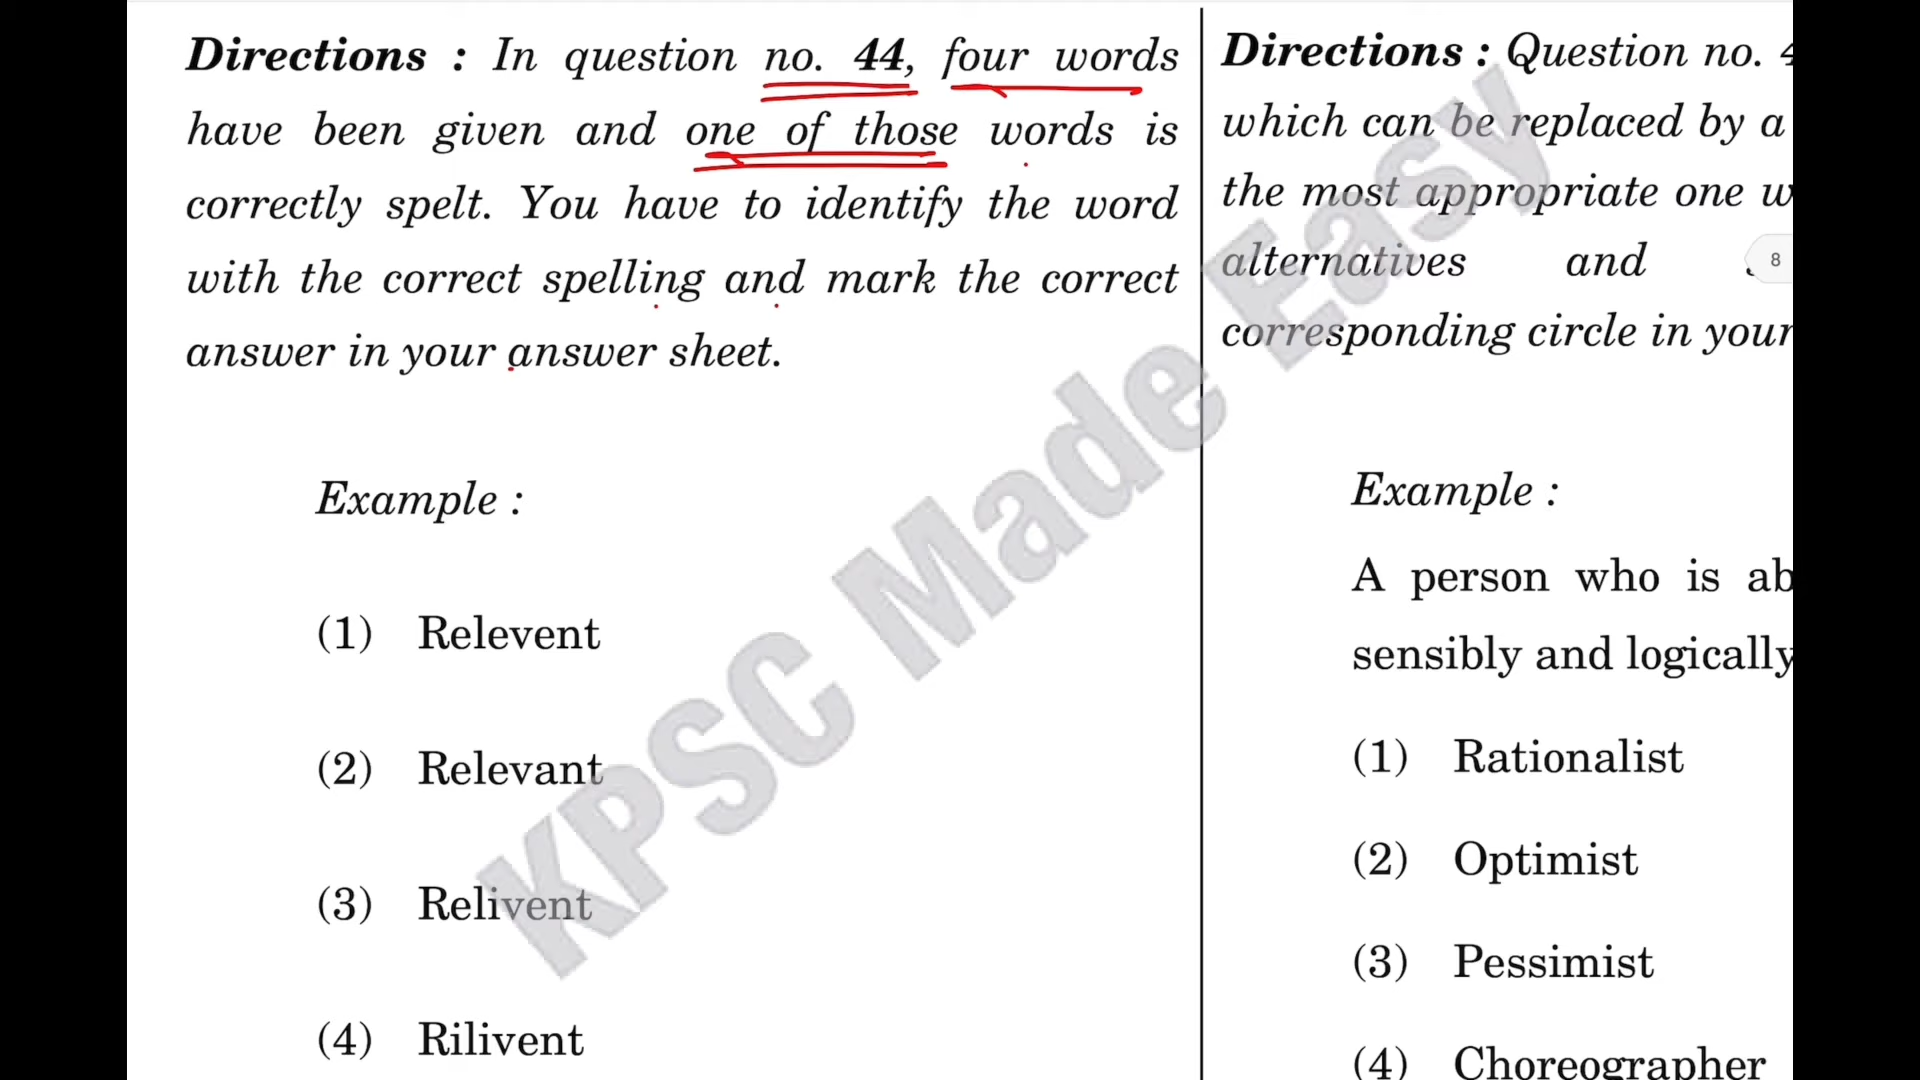 Directions : In question no. 44, four words
have been given and one of those words is
correctly spelt. You have to identify the word
with the correct spelling and mark the correct
answer in your answer sheet.
Example :
(1) Relevent
(2) Relevant
(3) Relivent
(4) Rilivent
Directions : Question no. 4
which can be replaced by a
the most appropriate one w
alternatives and
corresponding circle in your
Example :
A person who is ab
sensibly and logically
(1) Rationalist
(2) Optimist
(3) Pessimist
(4) Choreographer
8
KPSC Made Easy